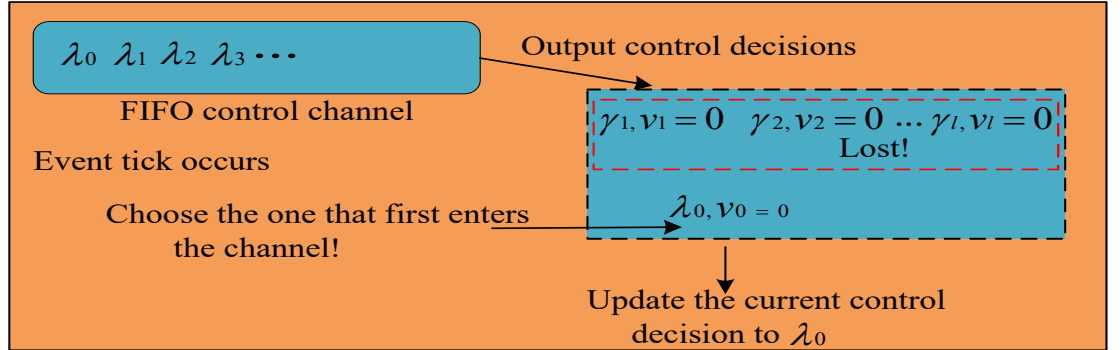 λ₀ λ₁ λ₂ λ₃ ⋯
Output control decisions
FIFO control channel
γ₁,ν₁ = 0 γ₂,ν₂ = 0 ⋯ γₗ,νₗ = 0
Lost!
Event tick occurs
λ₀,ν₀ = 0
Choose the one that first enters
the channel!
Update the current control
decision to λ₀